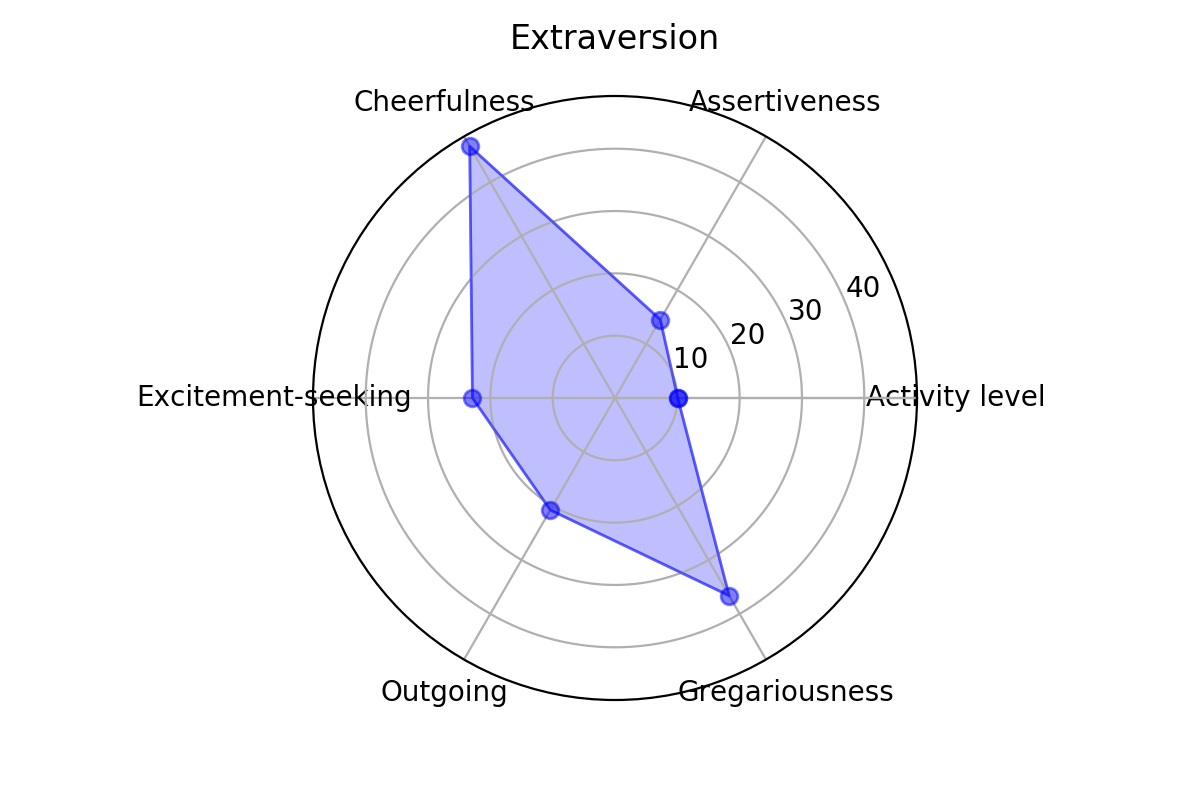 Extraversion
Cheerfulness
Assertiveness
40
30
20
10
Excitement-seeking
Activity level
Outgoing
Gregariousness